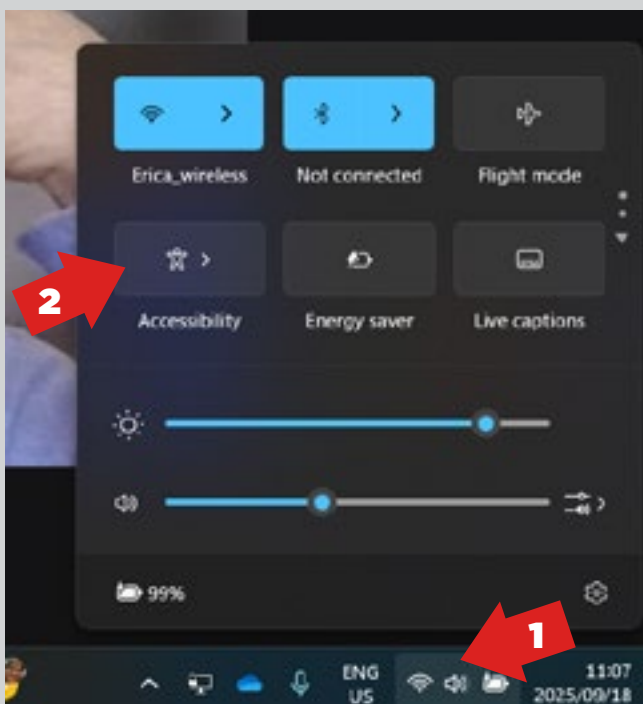 Erica_wireless
Not connected
Flight mode
2
Accessibility
Energy saver
Live captions
99%
1
ENG
US
11:07
2025/09/18